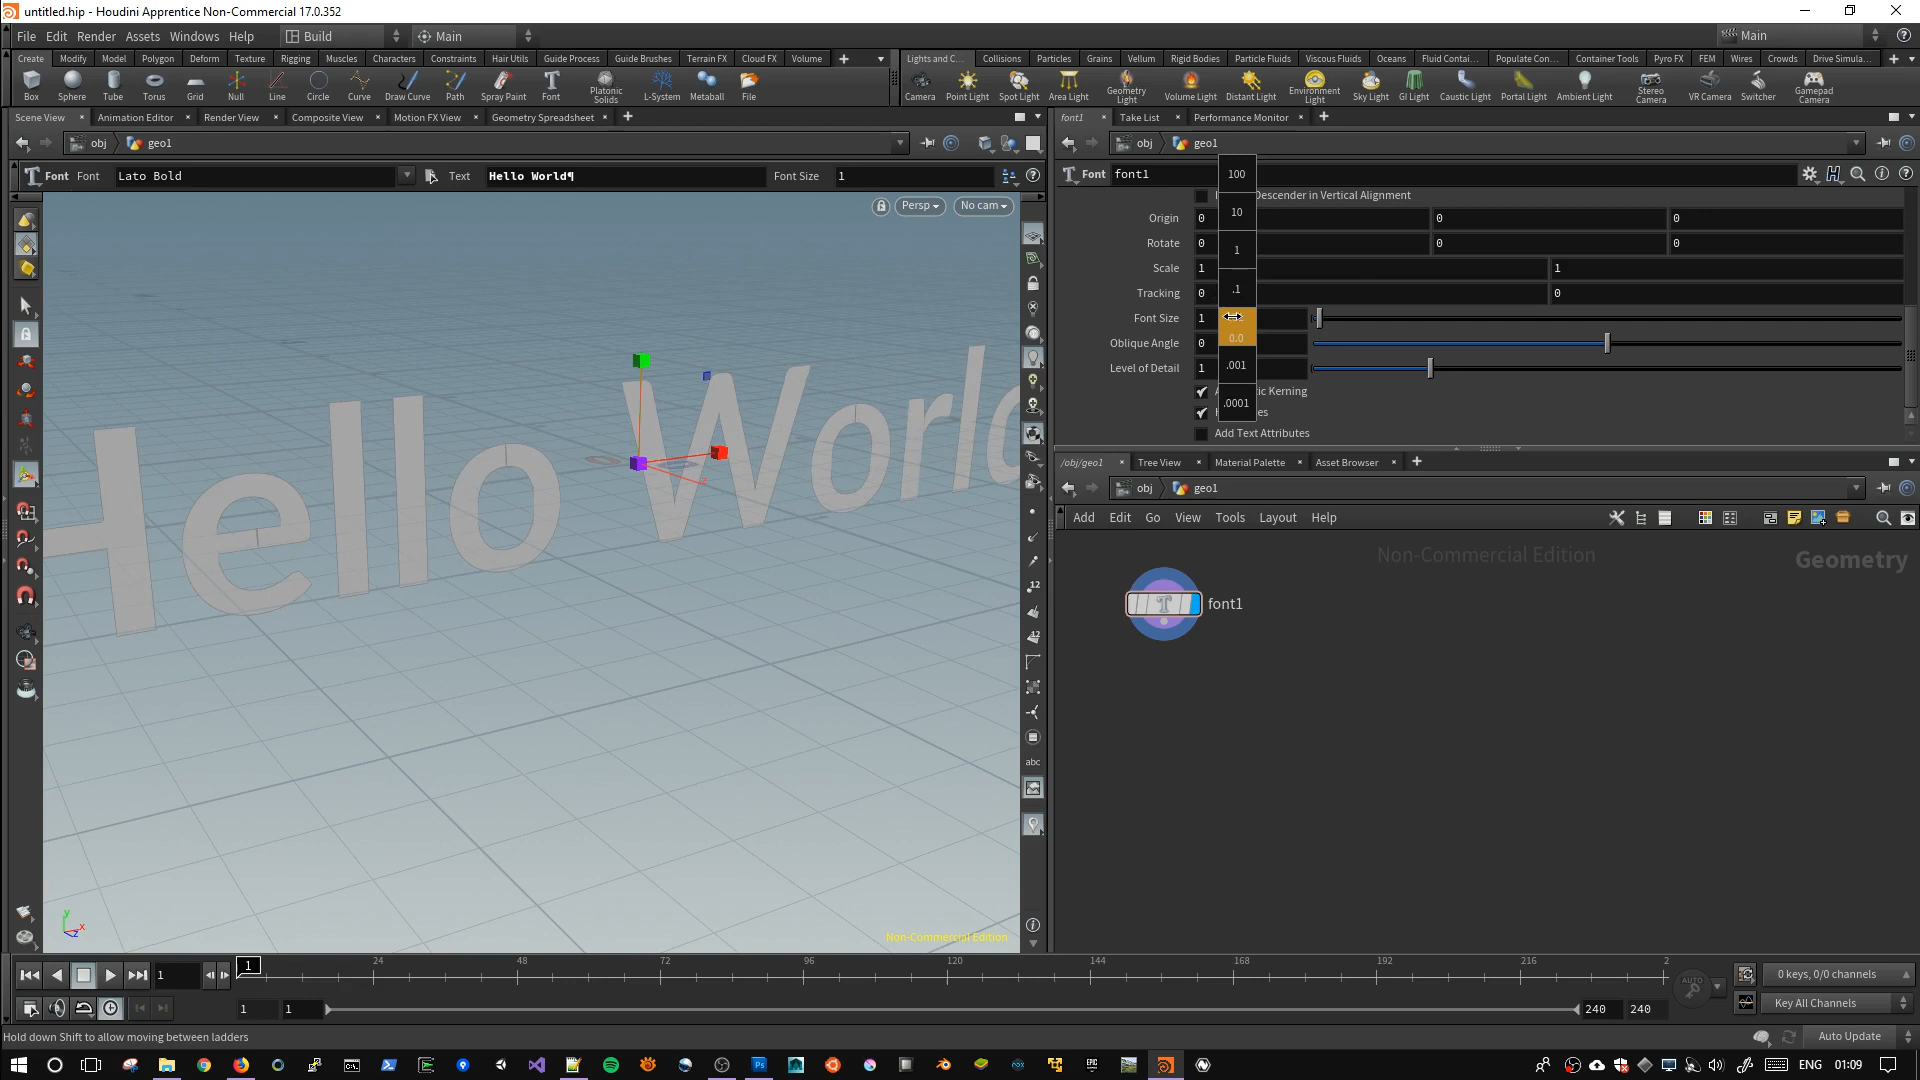 untitled.hip - Houdini Apprentice Non-Commercial 17.0.352
File Edit Render Assets Windows Help Build Main Main
Create Modify Model Polygon Deform Texture Rigging Muscles Characters Constraints Hair Utils Guide Process Guide Brushes Terrain FX Cloud FX Volume
Lights and C... Collisions Particles Grains Vellum Rigid Bodies Particle Fluids Viscous Fluids Oceans Fluid Contai... Populate Con... Container Tools Pyro FX FEM Wires Crowds Drive Simula...
Box Sphere Tube Torus Grid Null Line Circle Curve Draw Curve Path Spray Paint Font Platonic Solids L-System Metaball File
Camera Point Light Spot Light Area Light Geometry Light Volume Light Distant Light Environment Light Sky Light GI Light Caustic Light Portal Light Ambient Light Stereo Camera VR Camera Switcher Gamepad Camera
Scene View Animation Editor Render View Composite View Motion FX View Geometry Spreadsheet
font1 Take List Performance Monitor
obj geo1
obj geo1
Font Font Lato Bold Text Hello World¶ Font Size 1
Font font1
Persp No cam
Descender in Vertical Alignment
Origin 0 0 0
Rotate 0 0 0
Scale 1 1
Tracking 0 0
Font Size 1
Oblique Angle 0
Level of Detail 1
Kerning
Add Text Attributes
100
10
1
.1
0.0
.001
.0001
Hello World
z
/obj/geo1 Tree View Material Palette Asset Browser
obj geo1
Add Edit Go View Tools Layout Help
Non-Commercial Edition
Geometry
font1
12
12
abc
y x z
Non-Commercial Edition
1 1 24 48 72 96 120 144 168 192 216 2
AUTO
0 keys, 0/0 channels
1 1 240 240
Key All Channels
Hold down Shift to allow moving between ladders
Auto Update
ENG 01:09